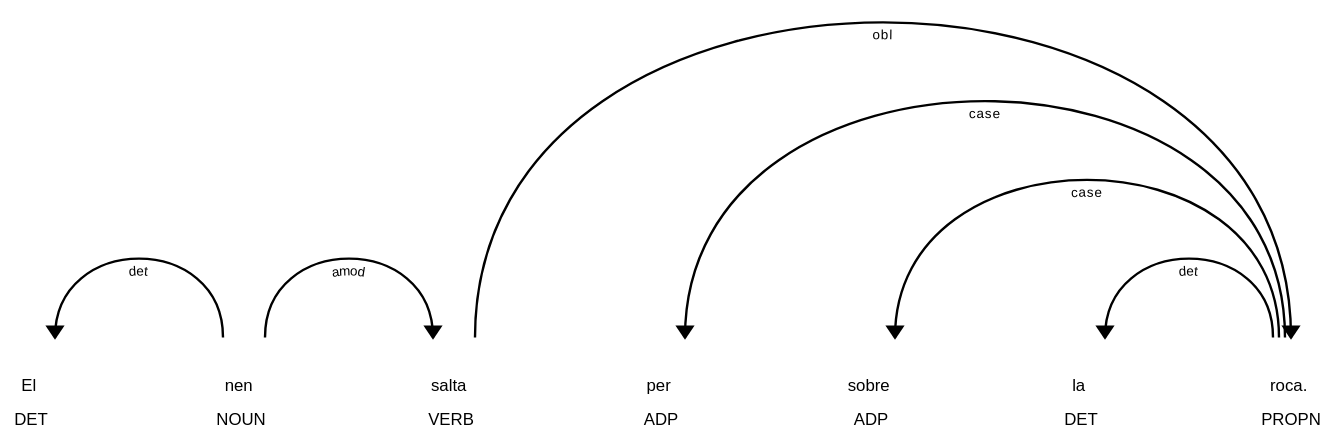 obl
case
case
det amod det
El nen salta per sobre la roca.
DET NOUN VERB ADP ADP DET PROPN